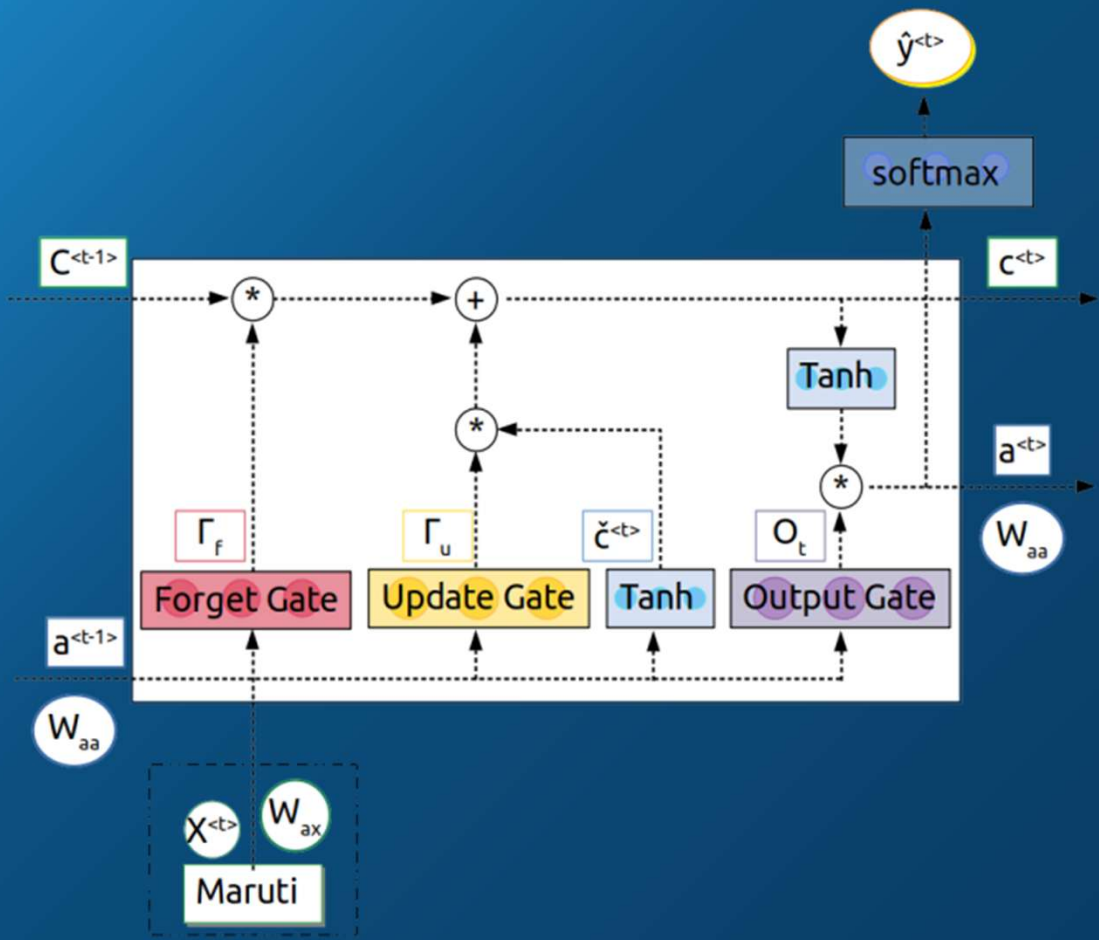 ŷ<t>
softmax
C<t-1>
c<t>
*
+
Tanh
*
a<t>
*
Γf
Γu
č<t>
Ot
Waa
Forget Gate
Update Gate
Tanh
Output Gate
a<t-1>
Waa
X<t>
Wax
Maruti